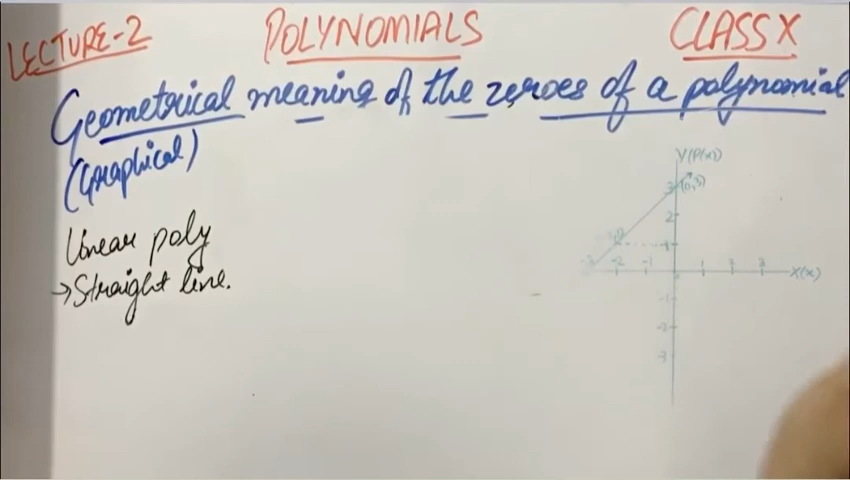 LECTURE-2
POLYNOMIALS
CLASS X
Geometrical meaning of the zeroes of a polynomial
(Graphical)
Linear poly
→ Straight line.
Y(P(x))
3 (0,3)
2
1
-3 -2 -1 1 2 3 X(x)
-1
-2
-3